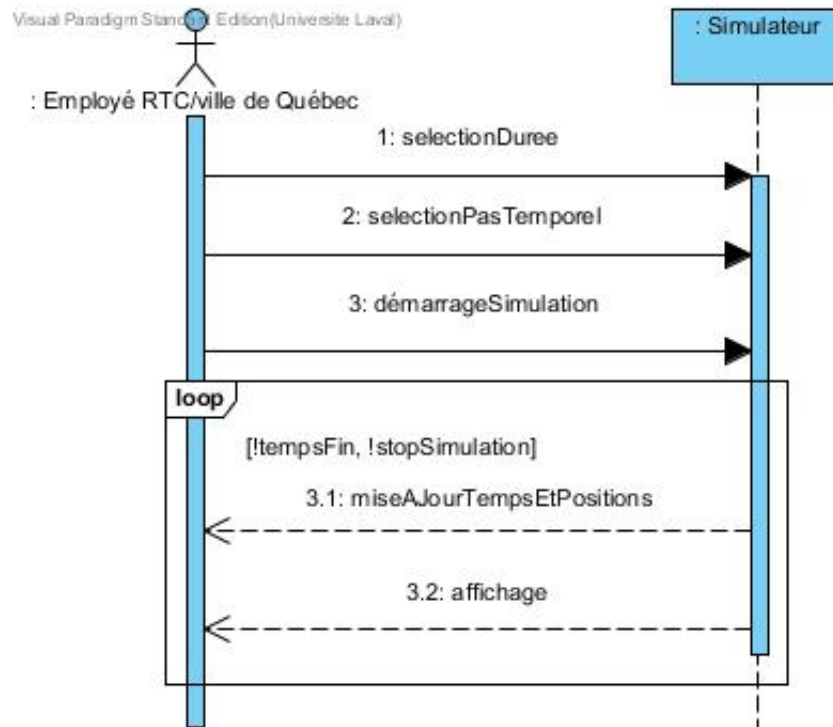 Visual Paradigm Standard Edition(Universite Laval)
: Simulateur
: Employé RTC/ville de Québec
1: selectionDuree
2: selectionPasTemporel
3: démarrageSimulation
loop
[!tempsFin, !stopSimulation]
3.1: miseAJourTempsEtPositions
3.2: affichage